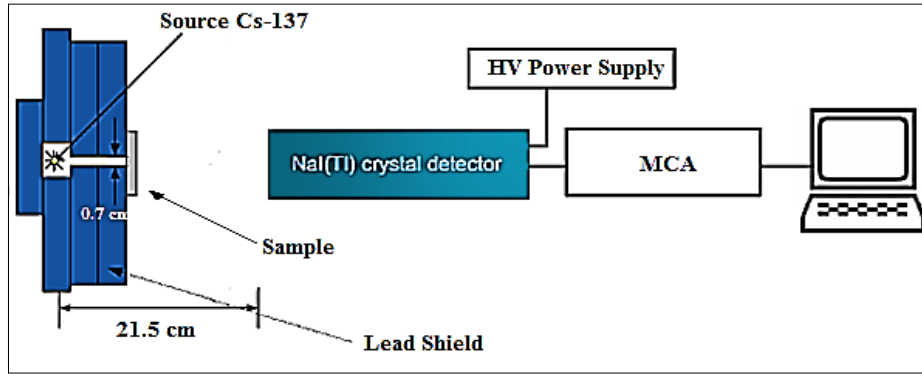 Source Cs-137
HV Power Supply
NaI(Tl) crystal detector
MCA
0.7 cm
Sample
21.5 cm
Lead Shield